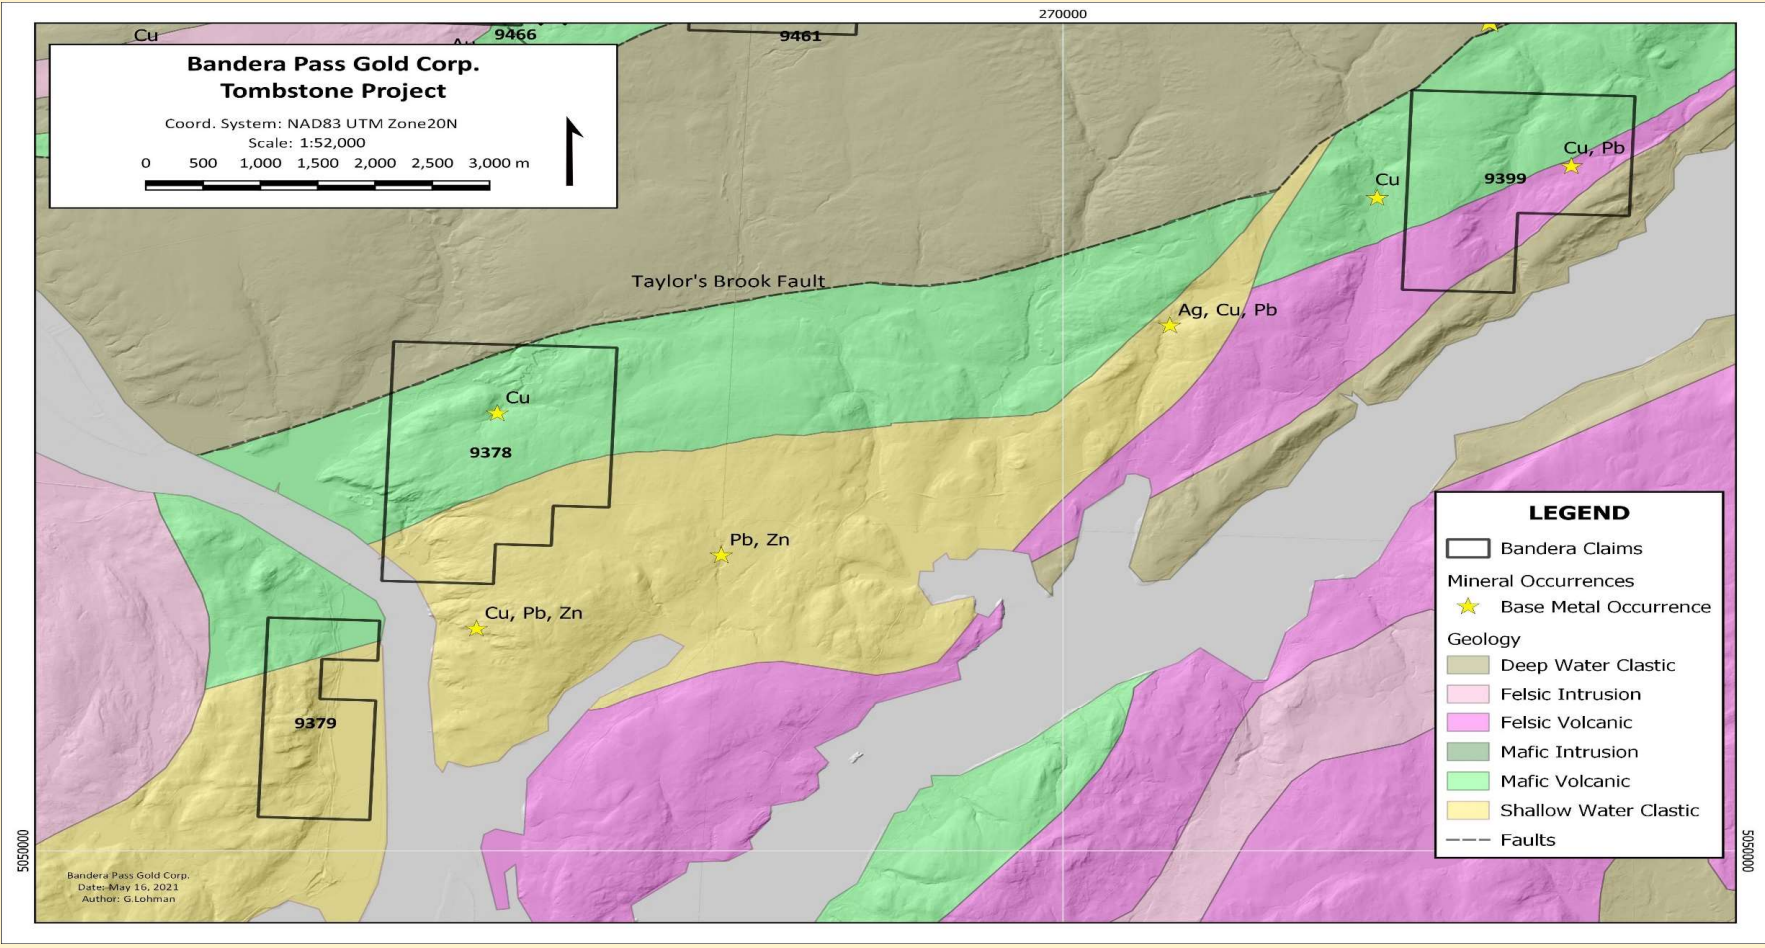 270000
Cu
9466
9461
Bandera Pass Gold Corp.
Tombstone Project
Coord. System: NAD83 UTM Zone20N
Scale: 1:52,000
0 500 1,000 1,500 2,000 2,500 3,000 m
Cu, Pb
Cu
9399
Taylor's Brook Fault
Ag, Cu, Pb
Cu
9378
Pb, Zn
Cu, Pb, Zn
9379
LEGEND
Bandera Claims
Mineral Occurrences
Base Metal Occurrence
Geology
Deep Water Clastic
Felsic Intrusion
Felsic Volcanic
Mafic Intrusion
Mafic Volcanic
Shallow Water Clastic
Faults
5050000
5050000
Bandera Pass Gold Corp.
Date: May 16, 2021
Author: G.Lohman